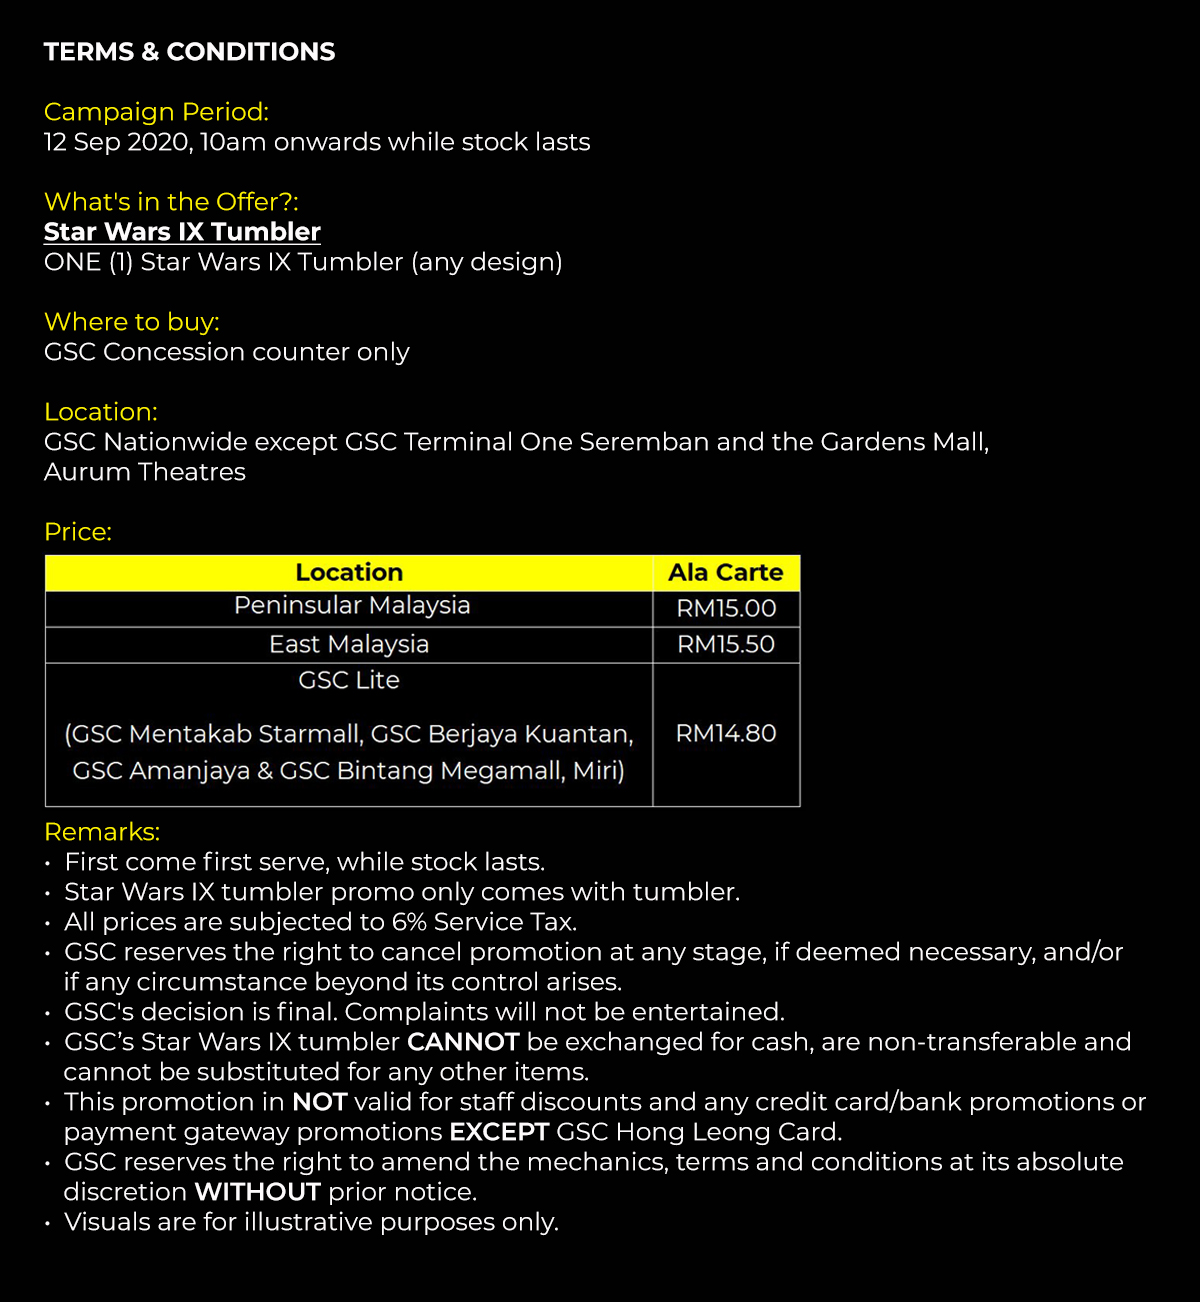 TERMS & CONDITIONS
Campaign Period:
12 Sep 2020, 10am onwards while stock lasts
What's in the Offer?:
Star Wars IX Tumbler
ONE (1) Star Wars IX Tumbler (any design)
Where to buy:
GSC Concession counter only
Location:
GSC Nationwide except GSC Terminal One Seremban and the Gardens Mall,
Aurum Theatres
Price:
Location Ala Carte
Peninsular Malaysia RM15.00
East Malaysia RM15.50
GSC Lite
(GSC Mentakab Starmall, GSC Berjaya Kuantan, RM14.80
GSC Amanjaya & GSC Bintang Megamall, Miri)
Remarks:
• First come first serve, while stock lasts.
• Star Wars IX tumbler promo only comes with tumbler.
• All prices are subjected to 6% Service Tax.
• GSC reserves the right to cancel promotion at any stage, if deemed necessary, and/or
if any circumstance beyond its control arises.
• GSC's decision is final. Complaints will not be entertained.
• GSC’s Star Wars IX tumbler CANNOT be exchanged for cash, are non-transferable and
cannot be substituted for any other items.
• This promotion in NOT valid for staff discounts and any credit card/bank promotions or
payment gateway promotions EXCEPT GSC Hong Leong Card.
• GSC reserves the right to amend the mechanics, terms and conditions at its absolute
discretion WITHOUT prior notice.
• Visuals are for illustrative purposes only.